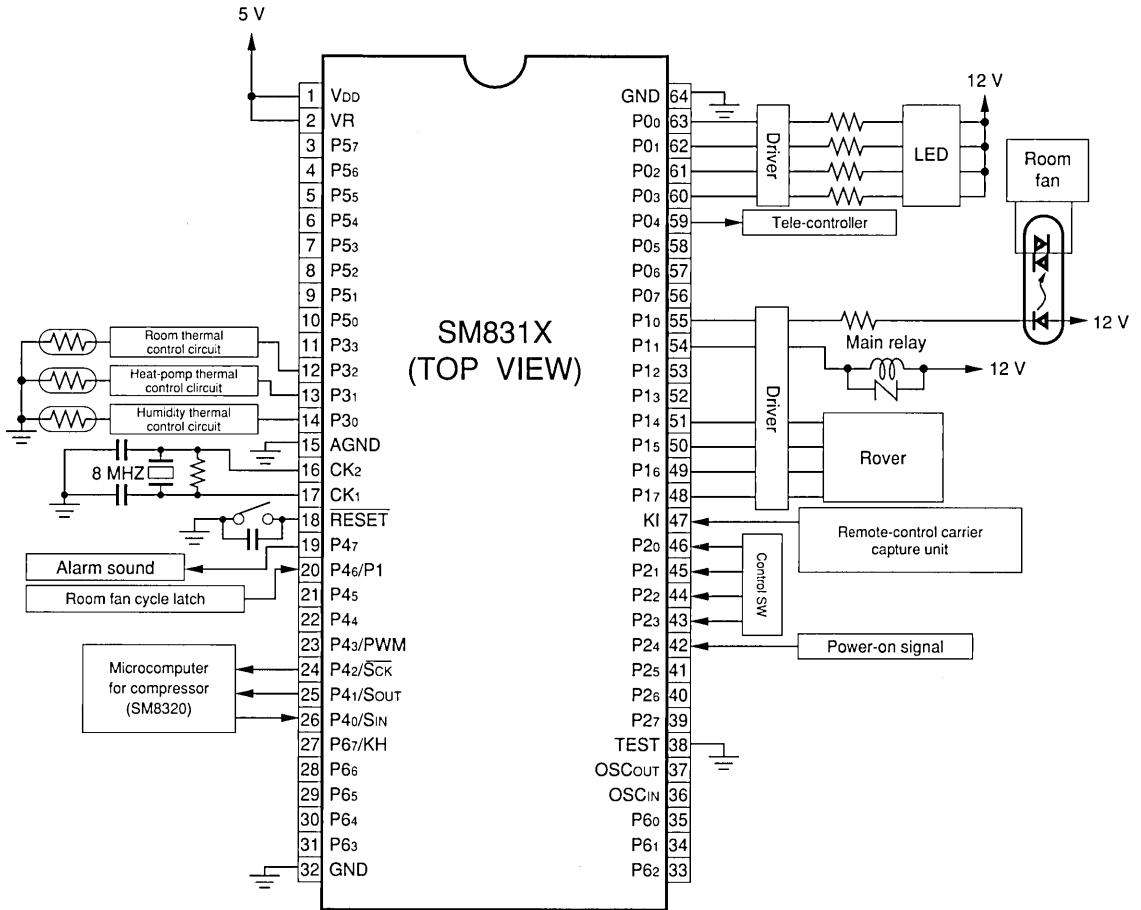 5 V
SM831X
(TOP VIEW)
1 VDD
2 VR
3 P57
4 P56
5 P55
6 P54
7 P53
8 P52
9 P51
10 P50
11 P33
12 P32
13 P31
14 P30
15 AGND
16 CK2
17 CK1
18 RESET
19 P47
20 P46/P1
21 P45
22 P44
23 P43/PWM
24 P42/SCK
25 P41/SOUT
26 P40/SIN
27 P67/KH
28 P66
29 P65
30 P64
31 P63
32 GND
Room thermal
control circuit
Heat-pomp thermal
control clircuit
Humidity thermal
control circuit
8 MHZ
Alarm sound
Room fan cycle latch
Microcomputer
for compressor
(SM8320)
GND 64
P00 63
P01 62
P02 61
P03 60
P04 59
P05 58
P06 57
P07 56
P10 55
P11 54
P12 53
P13 52
P14 51
P15 50
P16 49
P17 48
KI 47
P20 46
P21 45
P22 44
P23 43
P24 42
P25 41
P26 40
P27 39
TEST 38
OSCOUT 37
OSCIN 36
P60 35
P61 34
P62 33
Driver
LED
12 V
Room
fan
Tele-controller
12 V
Main relay
12 V
Driver
Rover
Remote-control carrier
capture unit
Control SW
Power-on signal